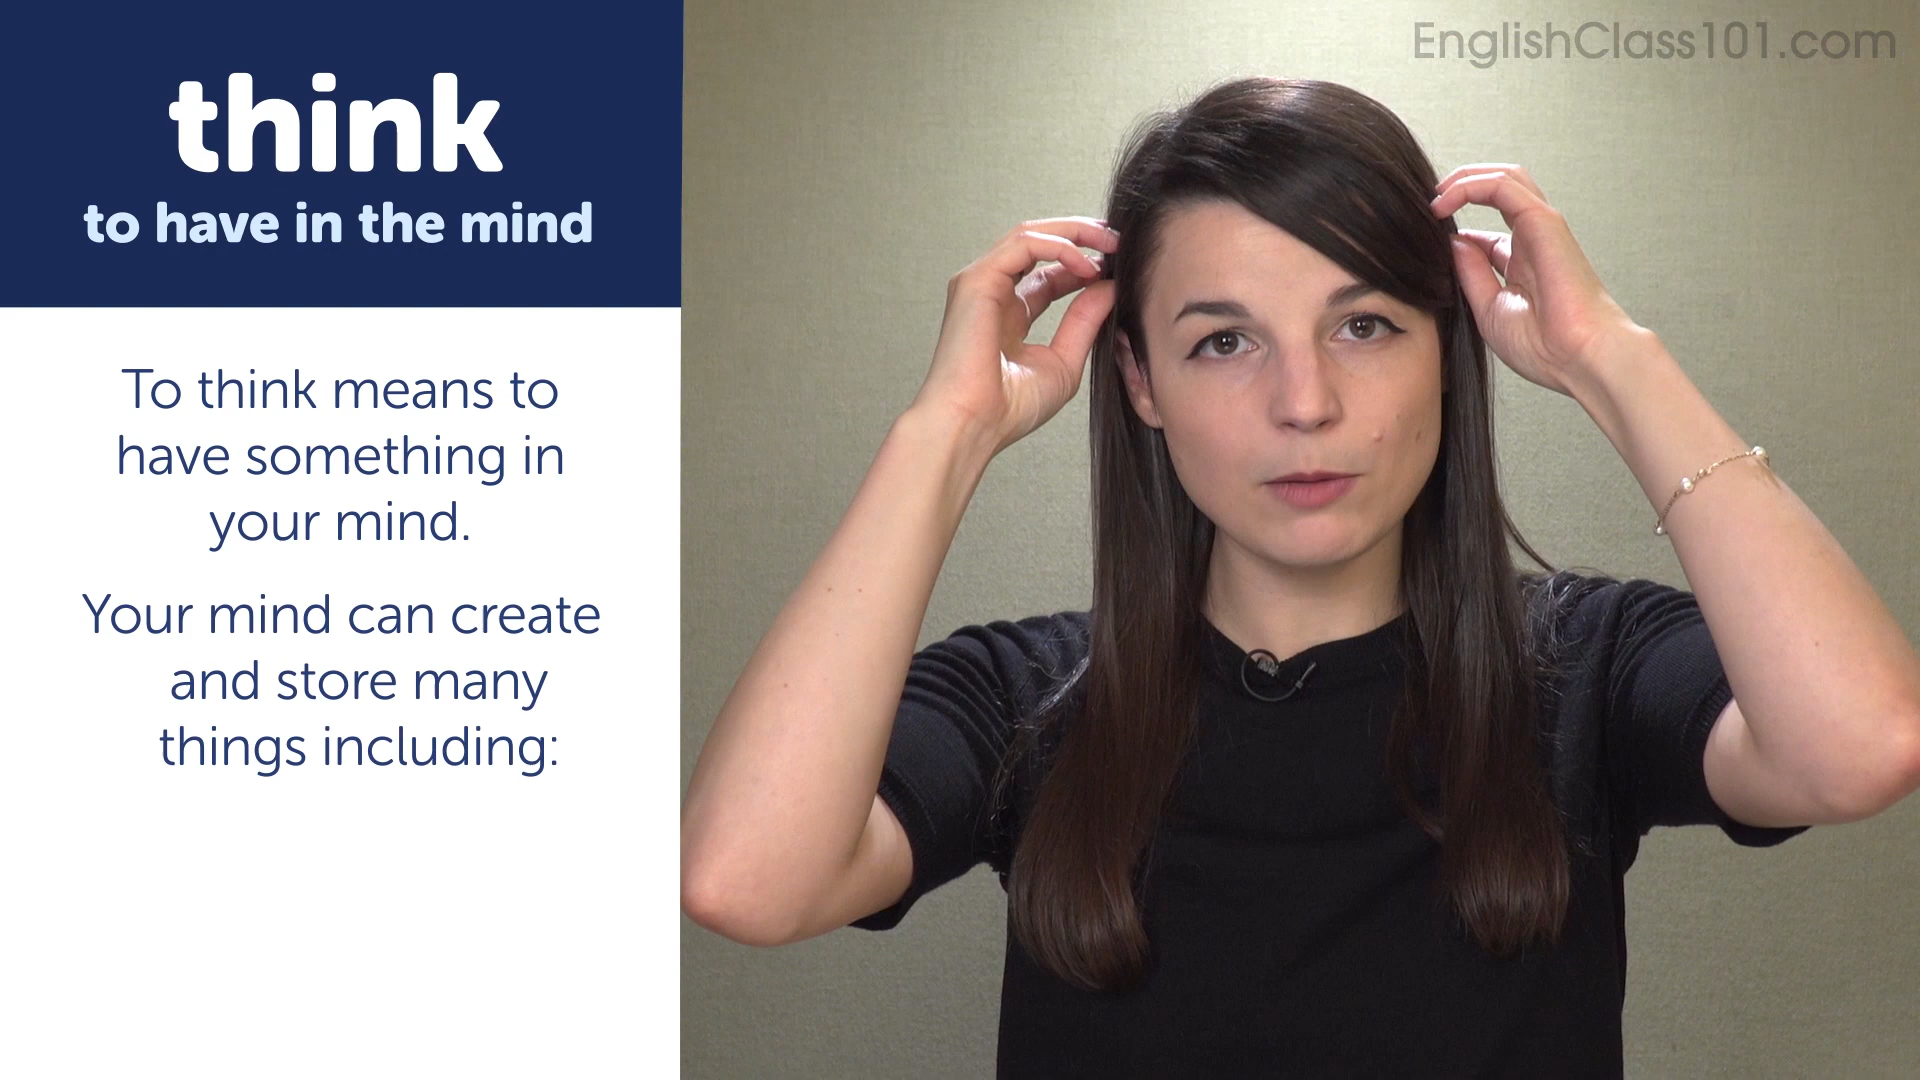 think
to have in the mind
To think means to
have something in
your mind.
Your mind can create
and store many
things including:
EnglishClass101.com